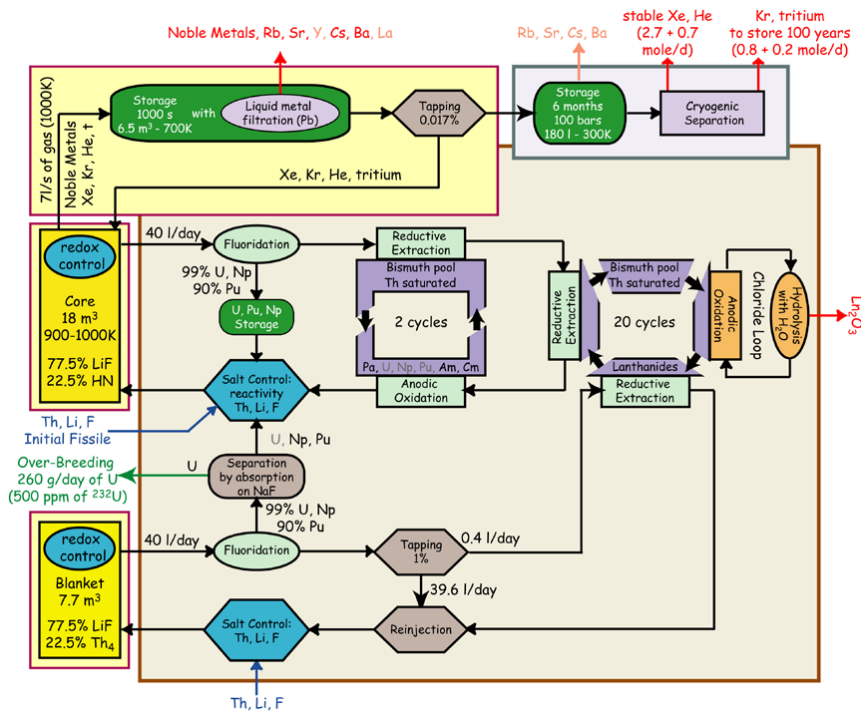 Noble Metals, Rb, Sr, Y, Cs, Ba, La
Rb, Sr, Cs, Ba
stable Xe, He
(2.7 + 0.7
mole/d)
Kr, tritium
to store 100 years
(0.8 + 0.2 mole/d)
7l/s of gas (1000K)
Noble Metals
Xe, Kr, He, t
Storage
1000 s
6.5 m³ - 700K
with
Liquid metal
filtration (Pb)
Tapping
0,017%
Storage
6 months
100 bars
180 l - 300K
Cryogenic
Separation
Xe, Kr, He, tritium
redox
control
Core
18 m³
900-1000K
77.5% LiF
22.5% HN
40 l/day
Fluoridation
99% U, Np
90% Pu
U, Pu, Np
Storage
Salt Control:
reactivity
Th, Li, F
Th, Li, F
Initial Fissile
Reductive
Extraction
Bismuth pool
Th saturated
2 cycles
Pa, U, Np, Pu, Am, Cm
Anodic
Oxidation
Reductive
Extraction
Bismuth pool
Th saturated
20 cycles
Lanthanides
Reductive
Extraction
Anodic
Oxidation
Chloride Loop
Hydrolysis
with H₂O
Ln₂O₃
U, Np, Pu
Over-Breeding
260 g/day of U
(500 ppm of ²³²U)
U
Separation
by absorption
on NaF
99% U, Np
90% Pu
redox
control
Blanket
7.7 m³
77.5% LiF
22.5% Th₄
40 l/day
Fluoridation
Tapping
1%
0.4 l/day
39.6 l/day
Salt Control:
Th, Li, F
Reinjection
Th, Li, F